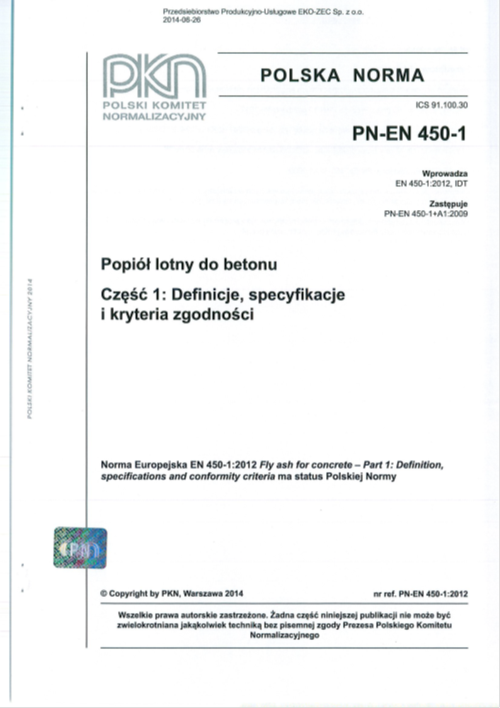 Przedsiebiorstwo Produkcyjno-Usługowe EKO-ZEC Sp. z o.o.
2014-06-26
PKN
POLSKI KOMITET
NORMALIZACYJNY
POLSKA NORMA
ICS 91.100.30
PN-EN 450-1
Wprowadza
EN 450-1:2012, IDT
Zastępuje
PN-EN 450-1+A1:2009
Popiół lotny do betonu
Część 1: Definicje, specyfikacje
i kryteria zgodności
POLSKI KOMITET NORMALIZACYJNY 2014
Norma Europejska EN 450-1:2012 Fly ash for concrete – Part 1: Definition,
specifications and conformity criteria ma status Polskiej Normy
PKN
© Copyright by PKN, Warszawa 2014
nr ref. PN-EN 450-1:2012
Wszelkie prawa autorskie zastrzeżone. Żadna część niniejszej publikacji nie może być
zwielokrotniana jakąkolwiek techniką bez pisemnej zgody Prezesa Polskiego Komitetu
Normalizacyjnego